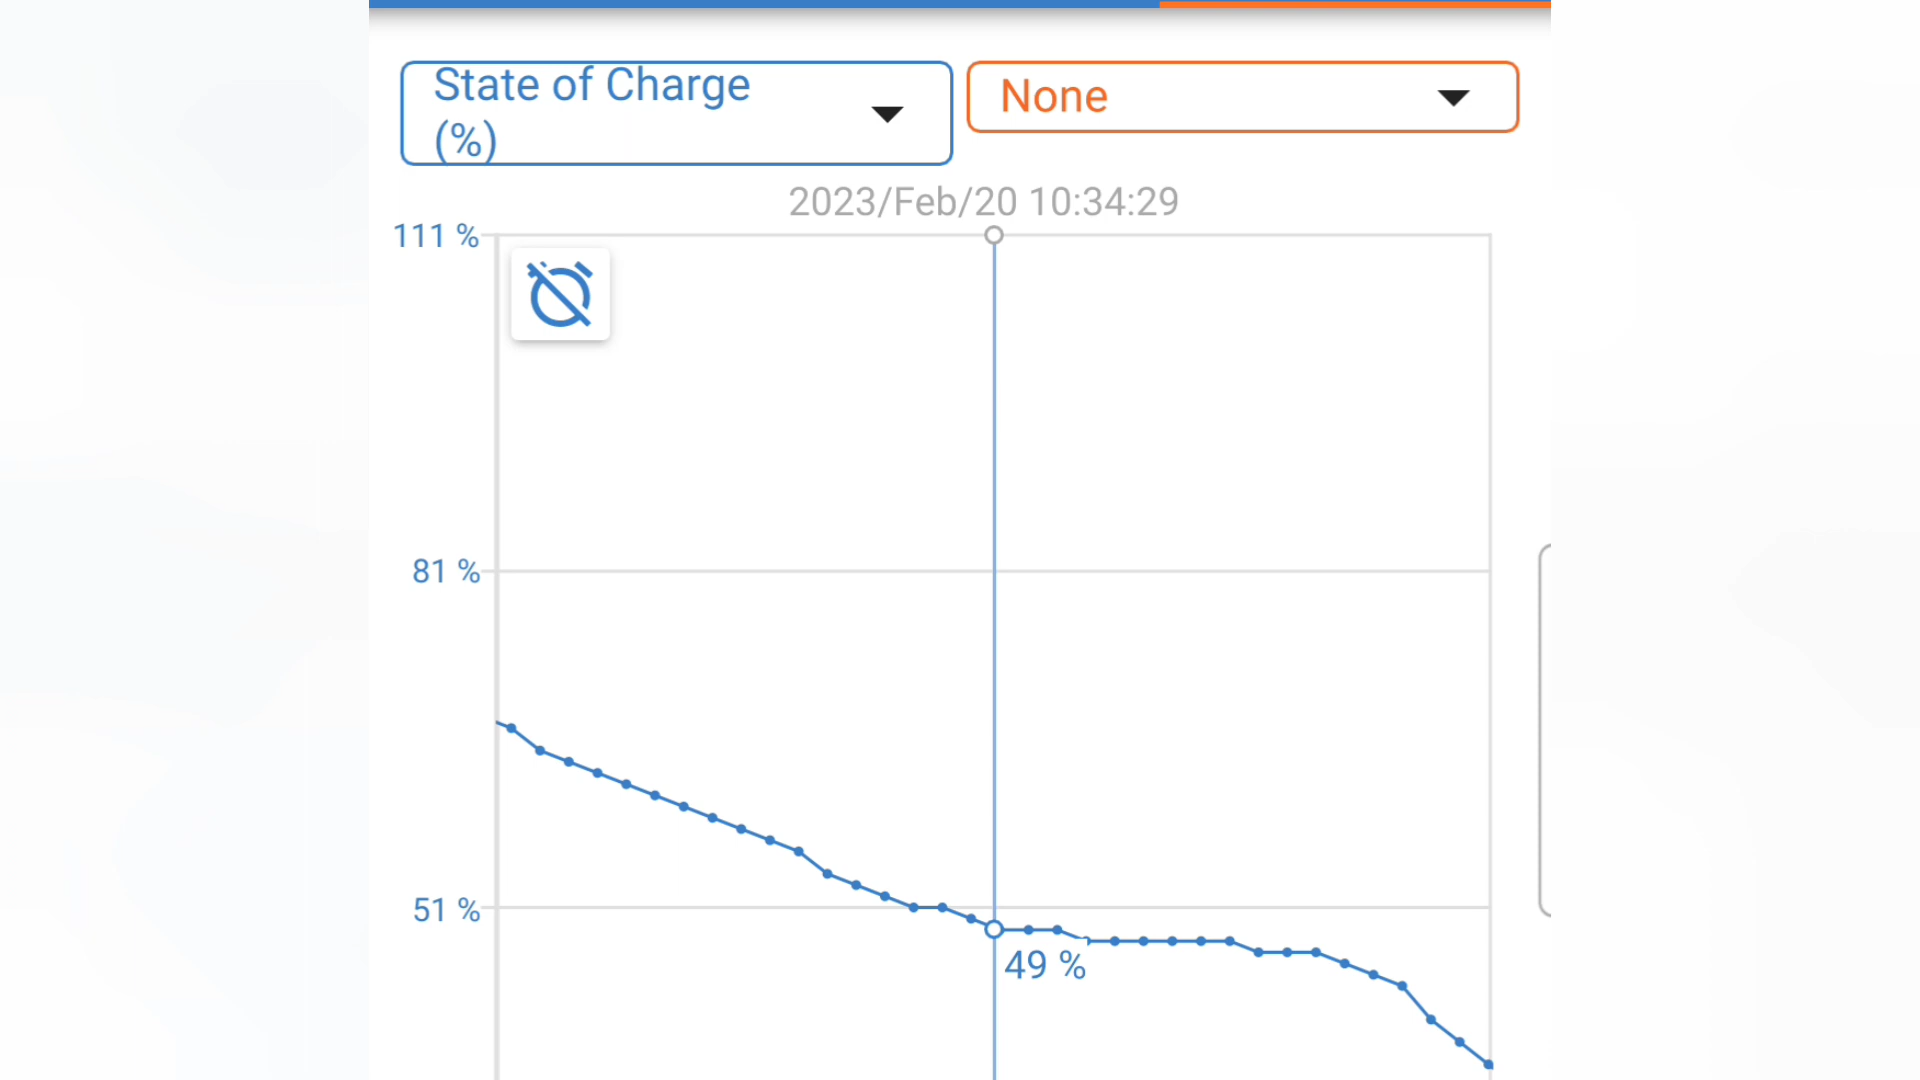 State of Charge
(%)
None
2023/Feb/20 10:34:29
111 %
81 %
51 %
49 %